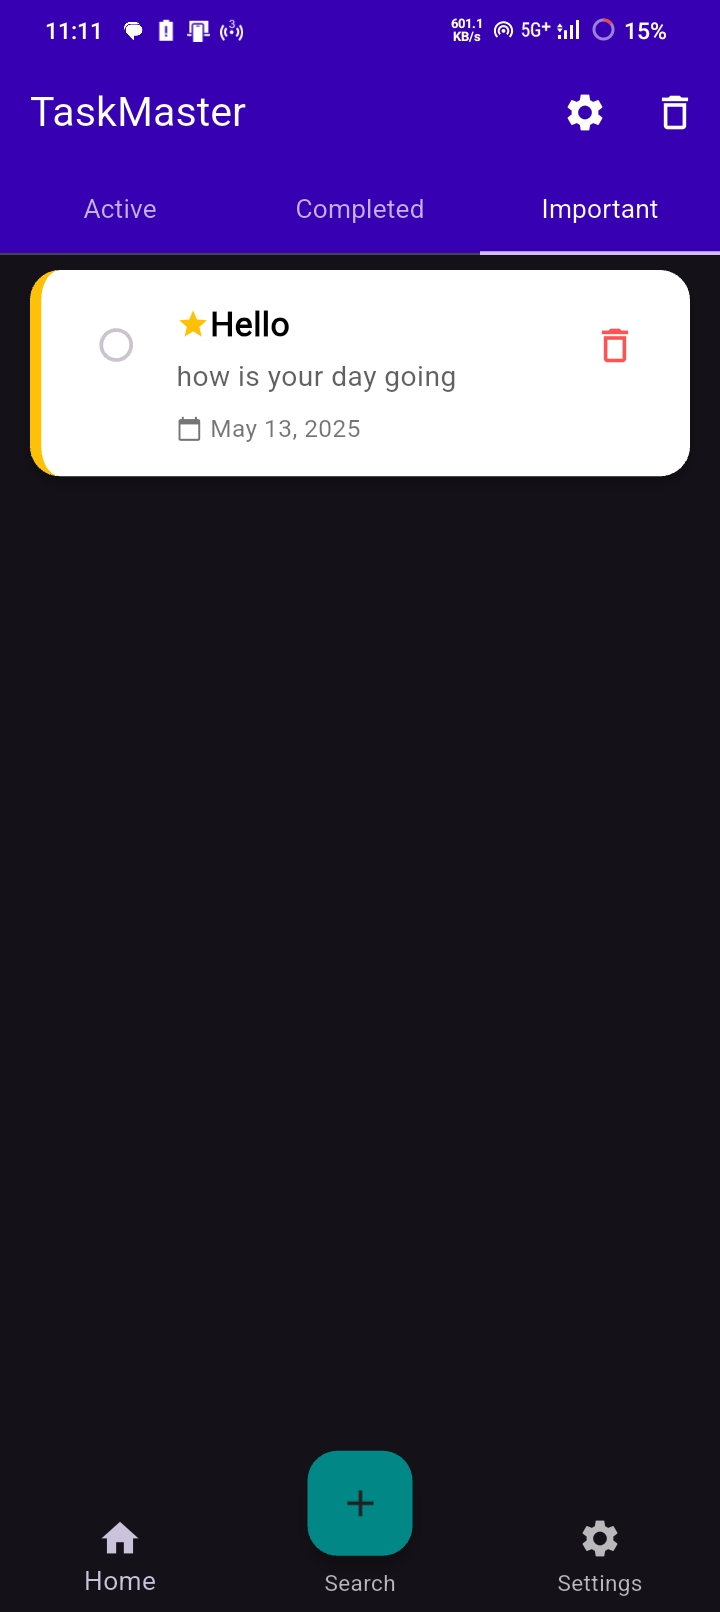 11:11 3 601.1 KB/s 5G+ 15%
TaskMaster
Active Completed Important
Hello
how is your day going
May 13, 2025
Home Search Settings